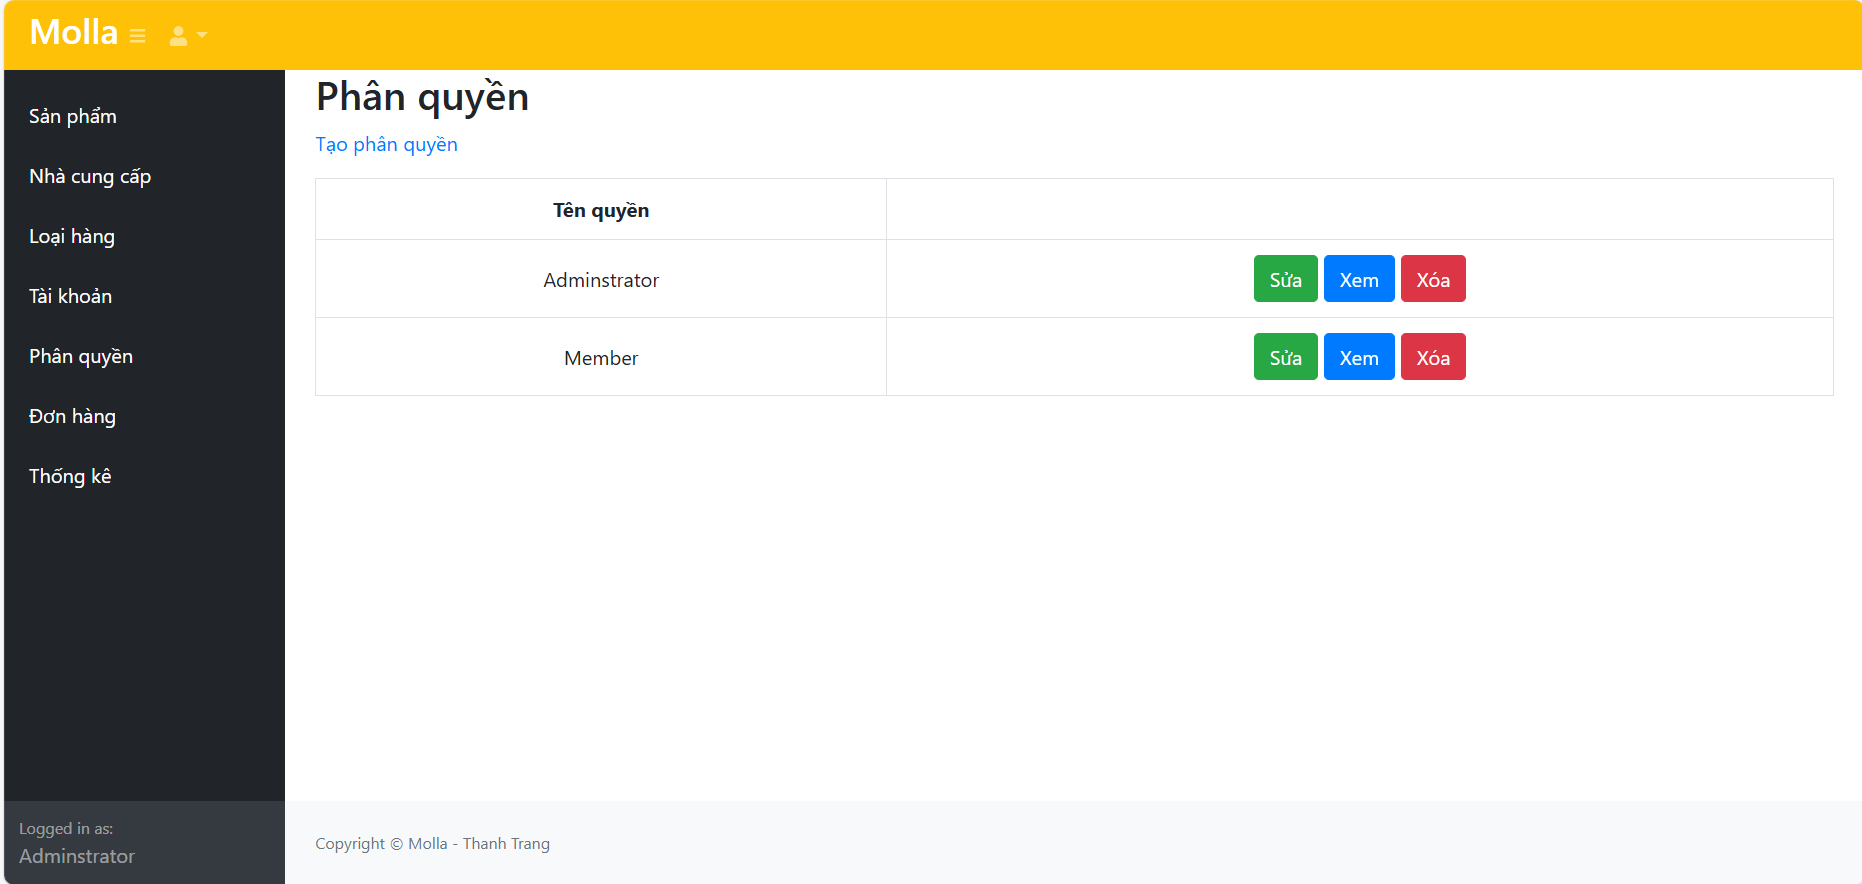 Molla
Sản phẩm
Nhà cung cấp
Loại hàng
Tài khoản
Phân quyền
Đơn hàng
Thống kê
Logged in as:
Adminstrator
Phân quyền
Tạo phân quyền
Tên quyền
Adminstrator Sửa Xem Xóa
Member Sửa Xem Xóa
Copyright © Molla - Thanh Trang